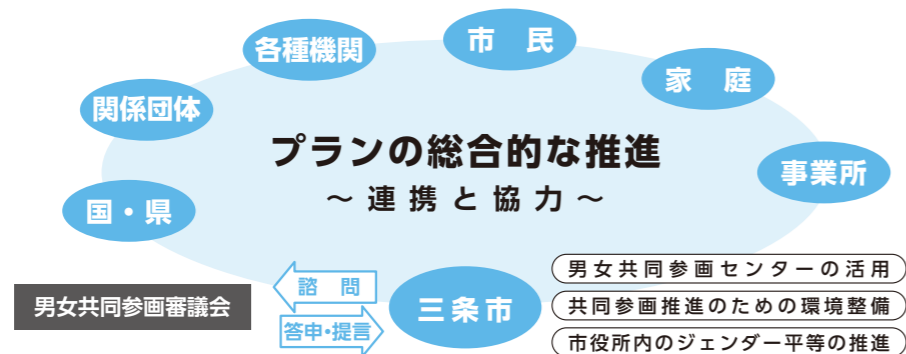 市　民
各種機関
家　庭
関係団体
プランの総合的な推進
事業所
～連携と協力～
国・県
男女共同参画センターの活用
諮　問
男女共同参画審議会
三条市
共同参画推進のための環境整備
答申・提言
市役所内のジェンダー平等の推進